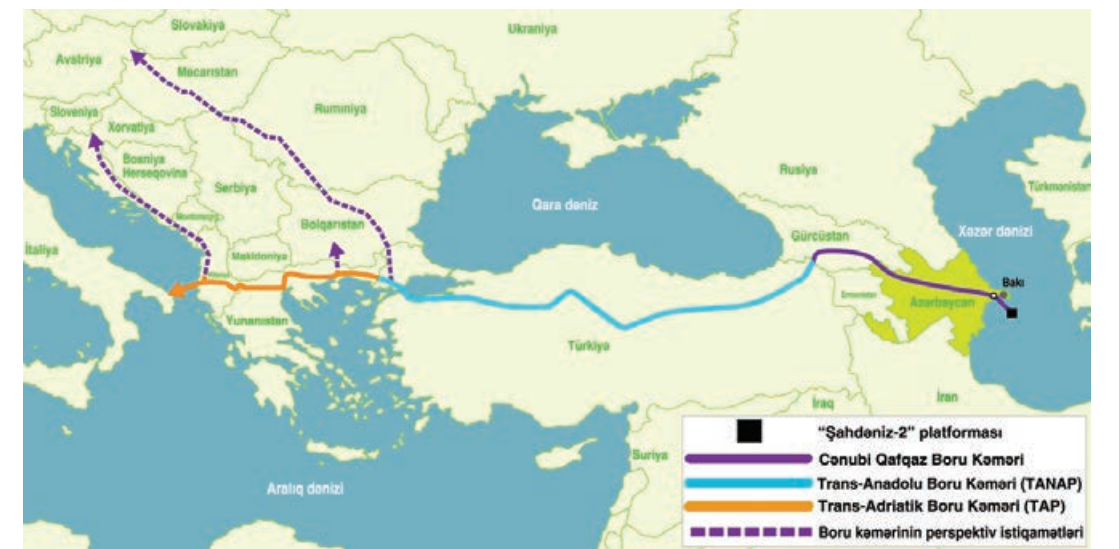 Slovakiya
Ukraniya
Avstriya
Macarıstan
Sloveniya
Xorvatiya
Rumıniya
Bosniya
Herseqovina
Serbiya
Rusiya
Türkmənistan
Qara dəniz
Bolqarıstan
Gürcüstan
Xəzər dənizi
İtaliya
Makidoniya
Bakı
Azərbaycan
Yunanıstan
Türkiyə
İraq
İran
Suriya
Aralıq dənizi
"Şahdəniz-2" platforması
Cənubi Qafqaz Boru Kəməri
Trans-Anadolu Boru Kəməri (TANAP)
Trans-Adriatik Boru Kəməri (TAP)
Boru kəmərinin perspektiv istiqamətləri